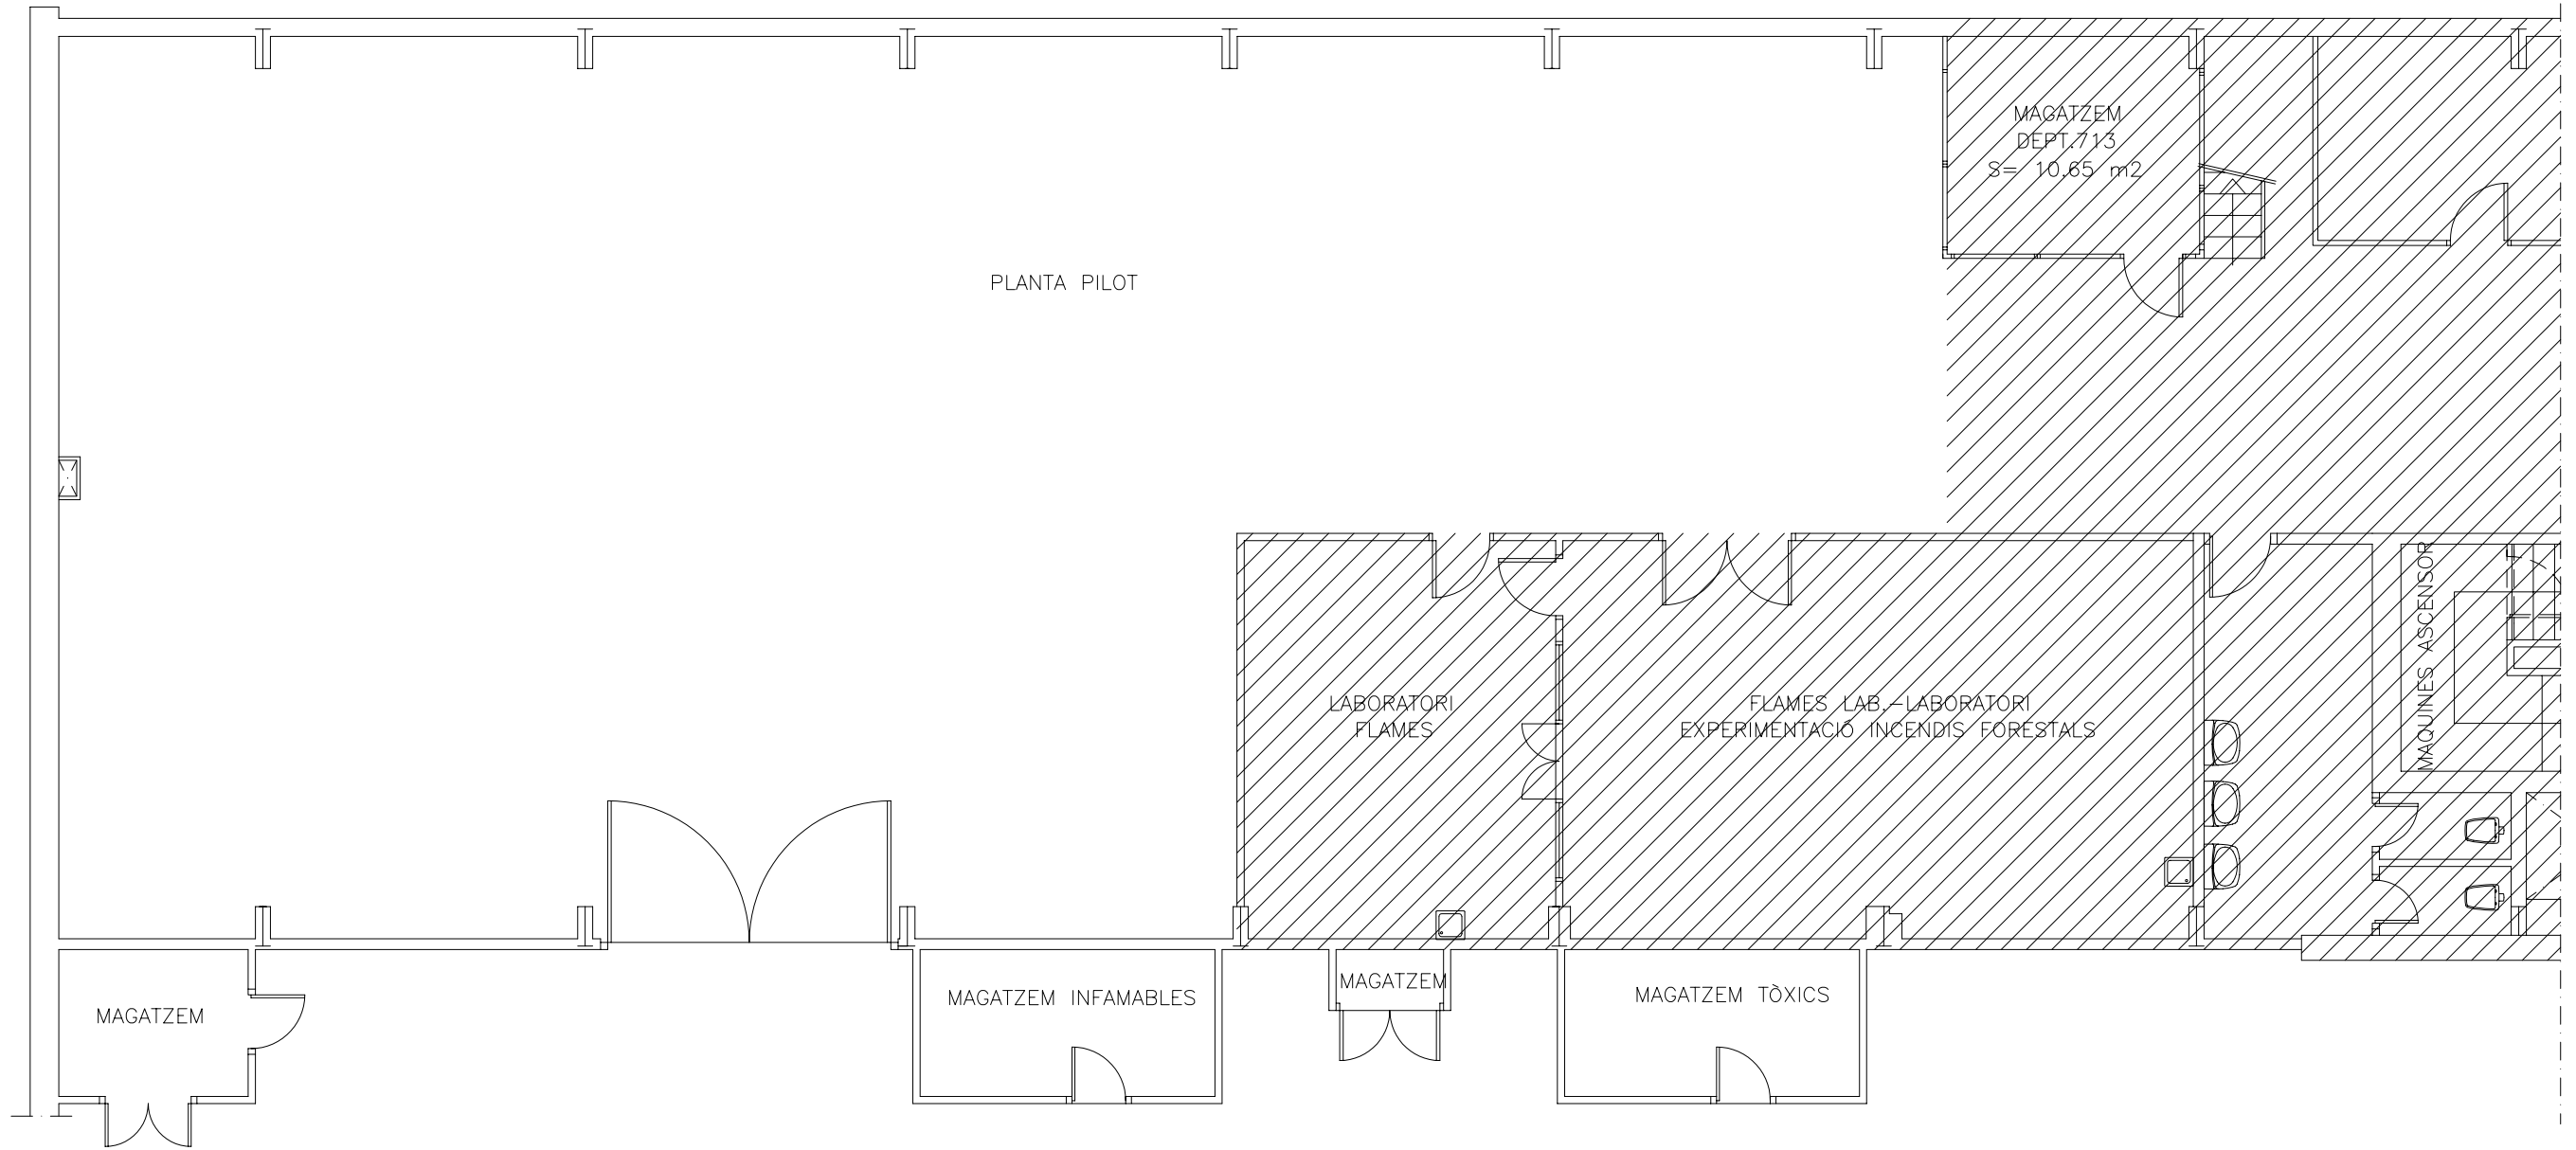 MAGATZEM
DEPT.713
S= 10.65 m2
PLANTA PILOT
LABORATORI
FLAMES
FLAMES LAB.-LABORATORI
EXPERIMENTACIÓ INCENDIS FORESTALS
MAQUINES ASCENSOR
MAGATZEM
MAGATZEM INFAMABLES
MAGATZEM
MAGATZEM TÒXICS